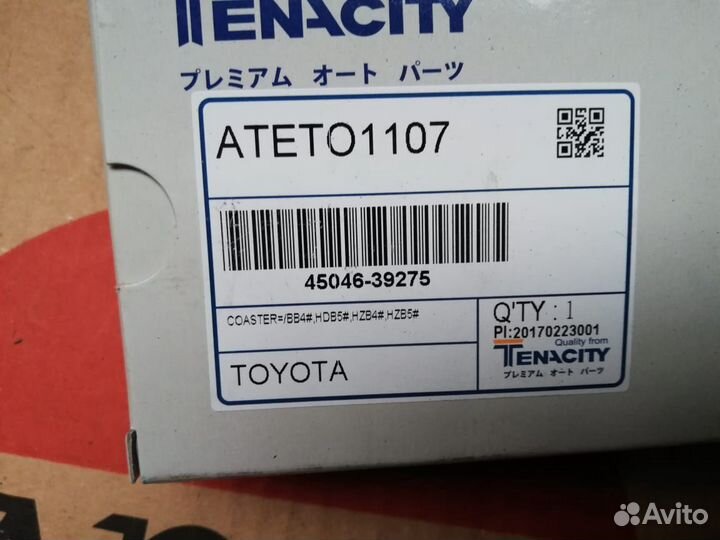 TENACITY
プレミアム オート パーツ
ATETO1107
45046-39275
COASTER=/BB4#,HDB5#,HZB4#,HZB5#
Q'TY : 1
PI:20170223001
Quality from
TENACITY
プレミアム オート パーツ
TOYOTA
Avito